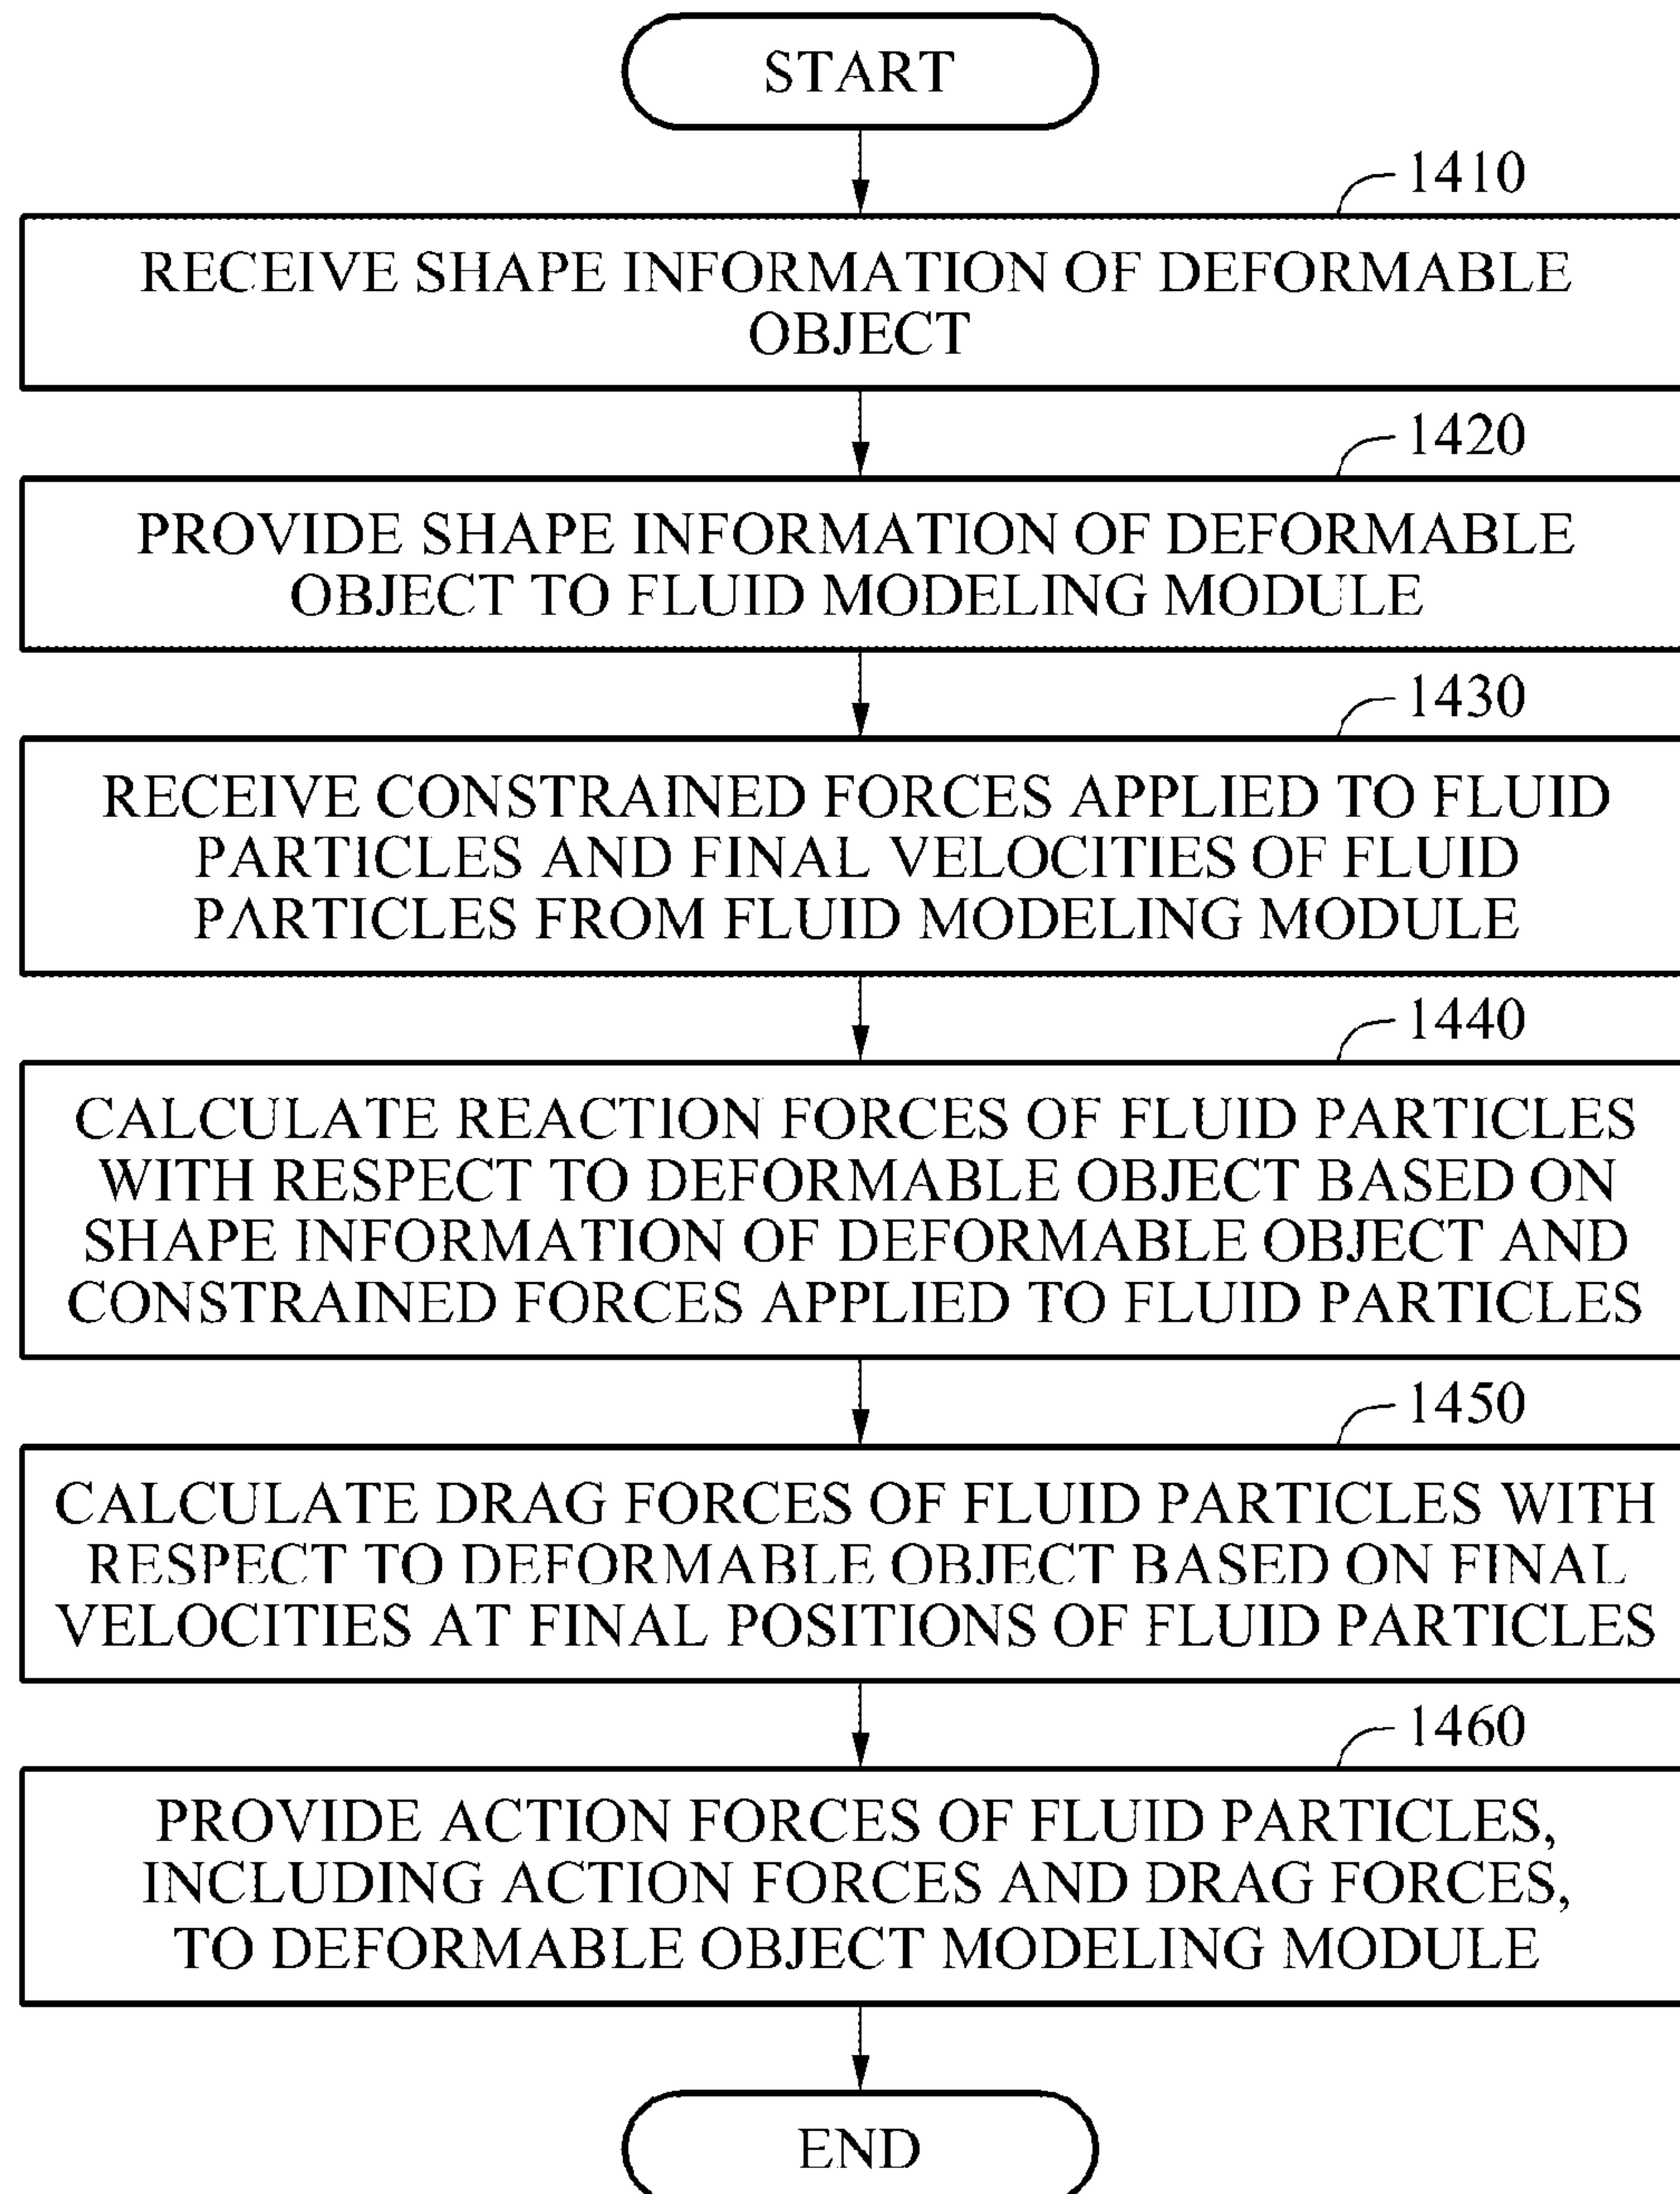 START
1410
RECEIVE SHAPE INFORMATION OF DEFORMABLE
OBJECT
1420
PROVIDE SHAPE INFORMATION OF DEFORMABLE
OBJECT TO FLUID MODELING MODULE
1430
RECEIVE CONSTRAINED FORCES APPLIED TO FLUID
PARTICLES AND FINAL VELOCITIES OF FLUID
PARTICLES FROM FLUID MODELING MODULE
1440
CALCULATE REACTION FORCES OF FLUID PARTICLES
WITH RESPECT TO DEFORMABLE OBJECT BASED ON
SHAPE INFORMATION OF DEFORMABLE OBJECT AND
CONSTRAINED FORCES APPLIED TO FLUID PARTICLES
1450
CALCULATE DRAG FORCES OF FLUID PARTICLES WITH
RESPECT TO DEFORMABLE OBJECT BASED ON FINAL
VELOCITIES AT FINAL POSITIONS OF FLUID PARTICLES
1460
PROVIDE ACTION FORCES OF FLUID PARTICLES,
INCLUDING ACTION FORCES AND DRAG FORCES,
TO DEFORMABLE OBJECT MODELING MODULE
END